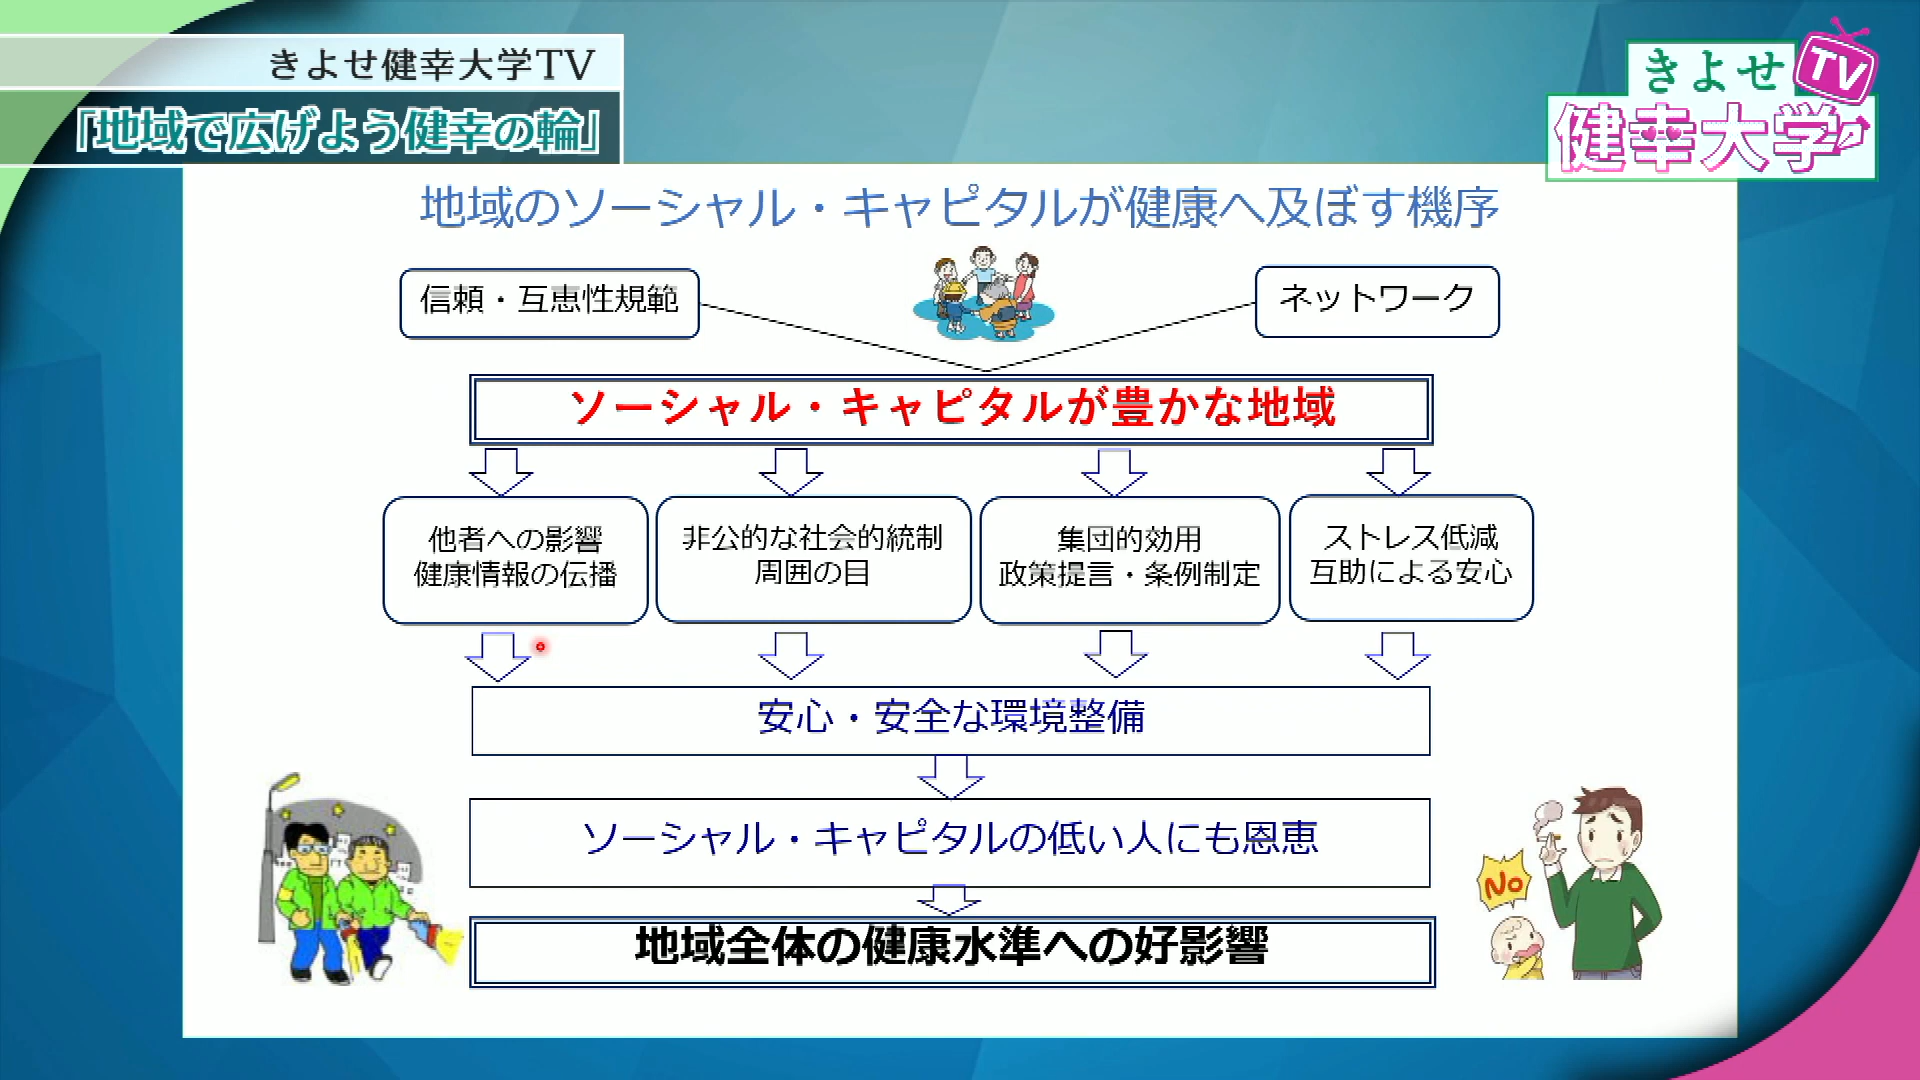 きよせ健幸大学TV
「地域で広げよう健幸の輪」
きよせ
TV
健幸大学
地域のソーシャル・キャピタルが健康へ及ぼす機序
信頼・互恵性規範
ネットワーク
ソーシャル・キャピタルが豊かな地域
他者への影響
健康情報の伝播
非公的な社会的統制
周囲の目
集団的効用
政策提言・条例制定
ストレス低減
互助による安心
安心・安全な環境整備
ソーシャル・キャピタルの低い人にも恩恵
No
地域全体の健康水準への好影響